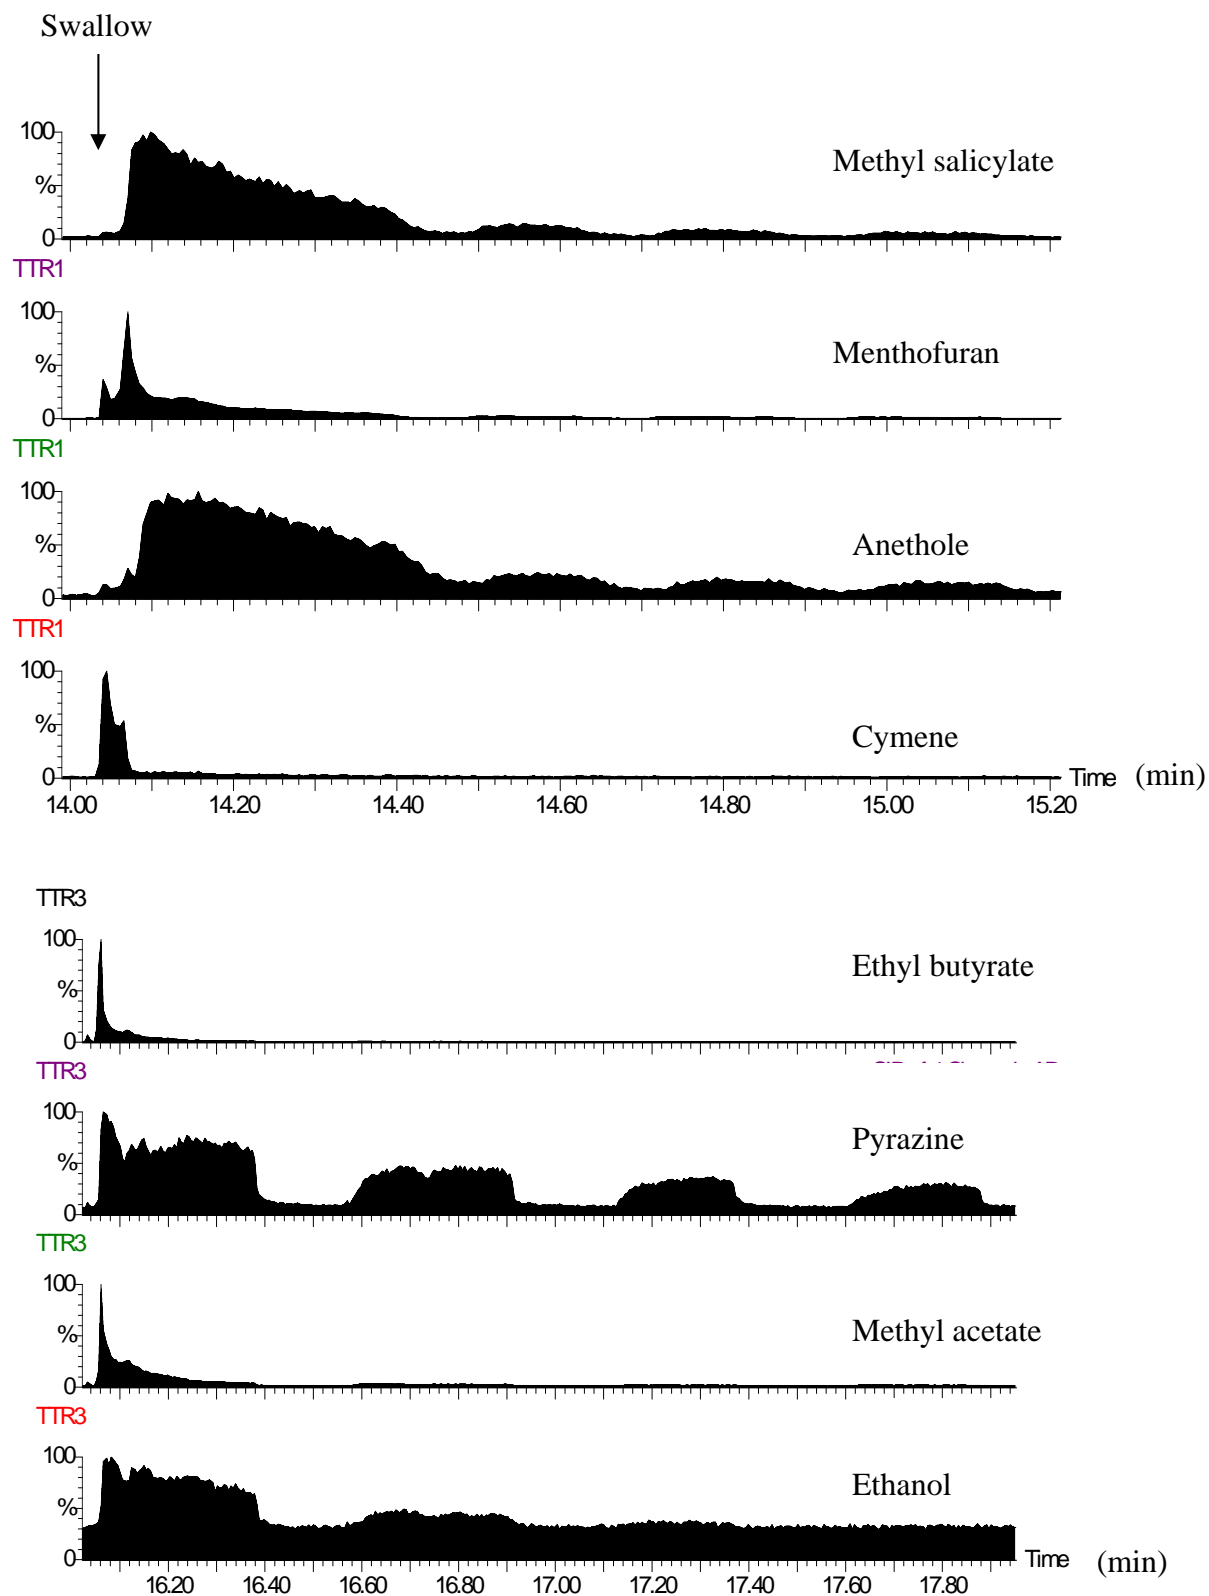 Swallow
100
%
0
Methyl salicylate
TTR1
100
%
0
Menthofuran
TTR1
100
%
0
Anethole
TTR1
100
%
0
Cymene
Time (min)
14.00 14.20 14.40 14.60 14.80 15.00 15.20
TTR3
100
%
0
Ethyl butyrate
TTR3
100
%
0
Pyrazine
TTR3
100
%
0
Methyl acetate
TTR3
100
%
0
Ethanol
Time (min)
16.20 16.40 16.60 16.80 17.00 17.20 17.40 17.60 17.80